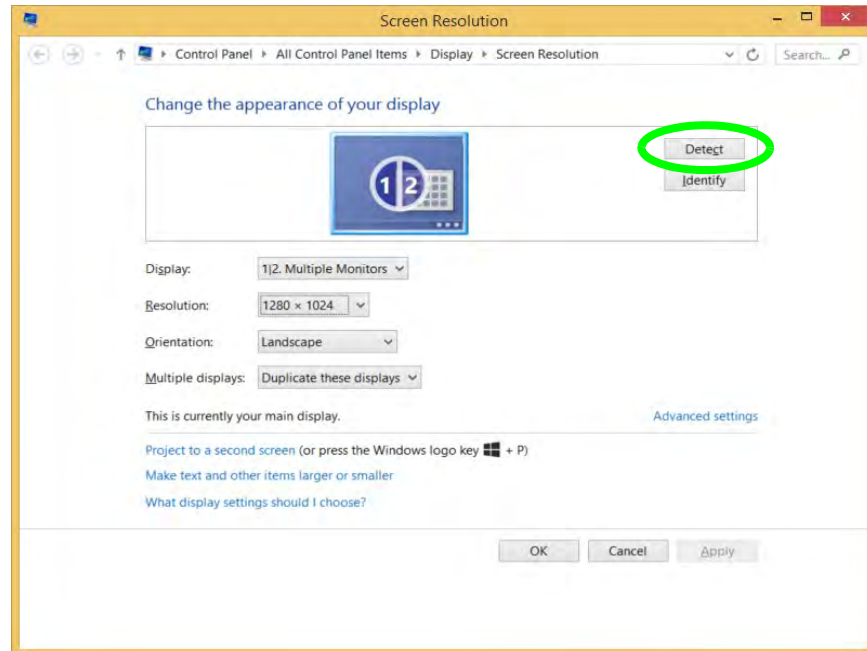 Screen Resolution
Control Panel All Control Panel Items Display Screen Resolution Search...
Change the appearance of your display
1 2
Detect
Identify
Display: 1|2. Multiple Monitors
Resolution: 1280 × 1024
Orientation: Landscape
Multiple displays: Duplicate these displays
This is currently your main display. Advanced settings
Project to a second screen (or press the Windows logo key + P)
Make text and other items larger or smaller
What display settings should I choose?
OK Cancel Apply